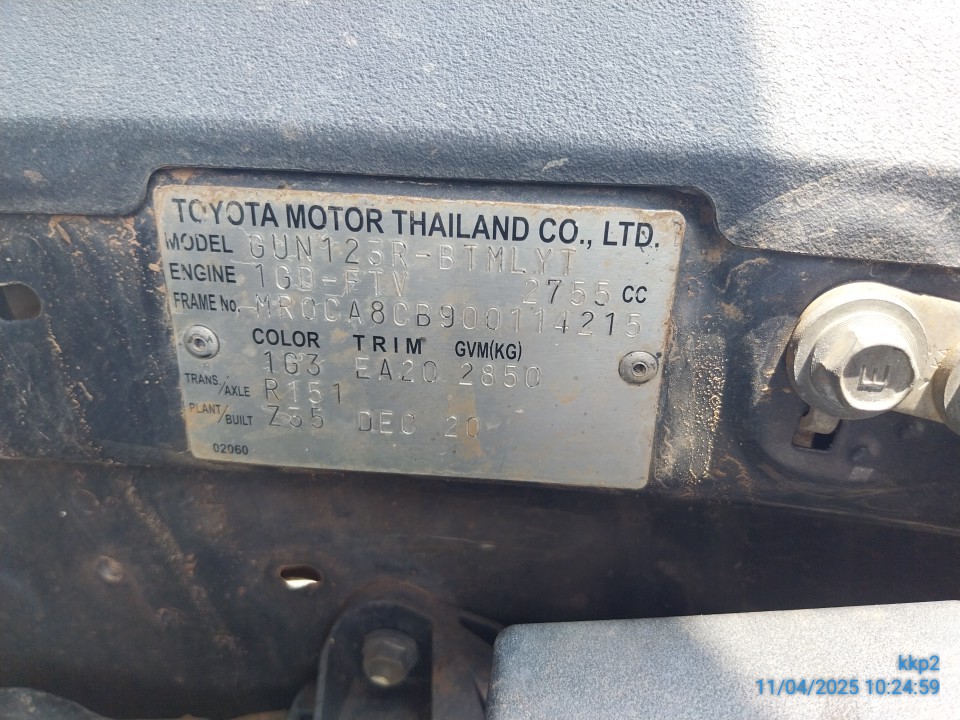 TOYOTA MOTOR THAILAND CO., LTD.
MODEL GUN123R-BTMLYT
ENGINE 1GD-FTV 2755 CC
FRAME No. MR0CA8CB900114215
COLOR TRIM GVM(KG)
1G3 EA20 2850
TRANS./AXLE R151
PLANT/BUILT Z35 DEC 20
02060
E
kkp2
11/04/2025 10:24:59